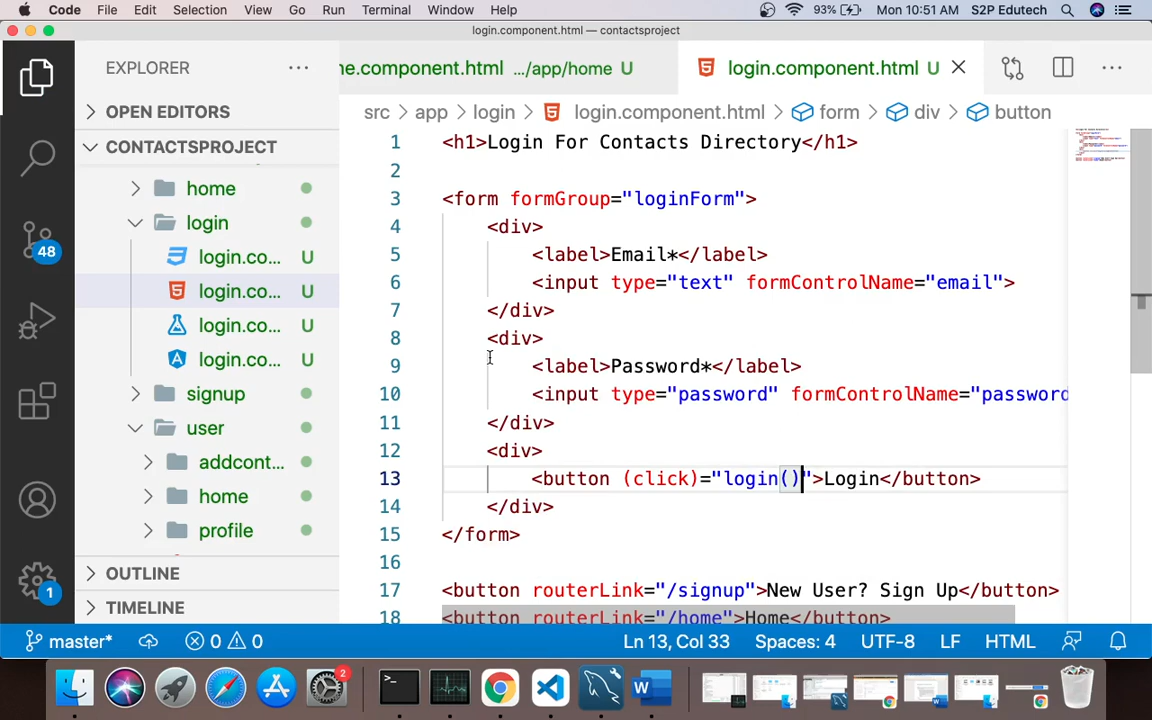 Code File Edit Selection View Go Run Terminal Window Help 93% Mon 10:51 AM S2P Edutech
login.component.html — contactsproject
EXPLORER
me.component.html .../app/home U
login.component.html U
OPEN EDITORS
src > app > login > login.component.html > form > div > button
CONTACTSPROJECT
home
login
login.co... U
login.co... U
login.co... U
login.co... U
signup
user
addcont...
home
profile
OUTLINE
TIMELINE
48
1
1 <h1>Login For Contacts Directory</h1>
2
3 <form formGroup="loginForm">
4 <div>
5 <label>Email*</label>
6 <input type="text" formControlName="email">
7 </div>
8 <div>
9 <label>Password*</label>
10 <input type="password" formControlName="password
11 </div>
12 <div>
13 <button (click)="login()">Login</button>
14 </div>
15 </form>
16
17 <button routerLink="/signup">New User? Sign Up</button>
18 <button routerLink="/home">Home</button>
master* 0 0 Ln 13, Col 33 Spaces: 4 UTF-8 LF HTML
2